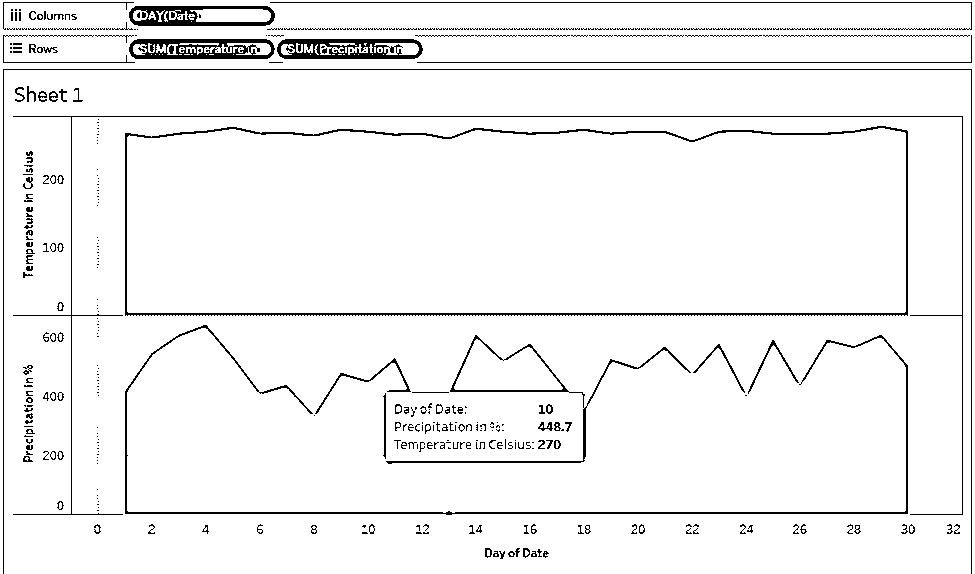 Columns DAY(Date)
Rows SUM(Temperature in SUM(Precipitation in
Sheet 1
Temperature in Celsius
200
100
0
Precipitation in %
600
400
200
0
Day of Date: 10
Precipitation in %: 448.7
Temperature in Celsius: 270
0 2 4 6 8 10 12 14 16 18 20 22 24 26 28 30 32
Day of Date